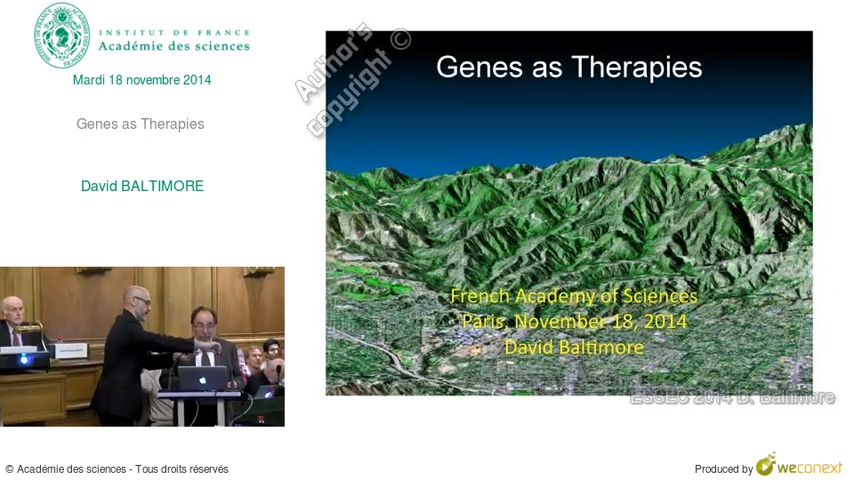 INSTITUT DE FRANCE
Académie des sciences
Mardi 18 novembre 2014
Genes as Therapies
David BALTIMORE
Author's
copyright ©
Genes as Therapies
French Academy of Sciences
Paris, November 18, 2014
David Baltimore
ESSEC 2014 D. Baltimore
© Académie des sciences - Tous droits réservés
Produced by weconext